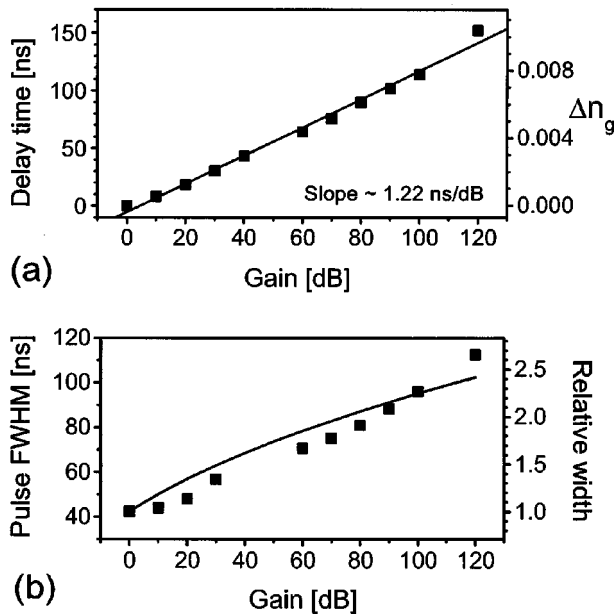 150
100
50
0
Delay time [ns]
0.008
0.004
0.000
Δn_g
Slope ~ 1.22 ns/dB
0 20 40 60 80 100 120
Gain [dB]
(a)
120
100
80
60
40
Pulse FWHM [ns]
2.5
2.0
1.5
1.0
Relative width
0 20 40 60 80 100 120
Gain [dB]
(b)